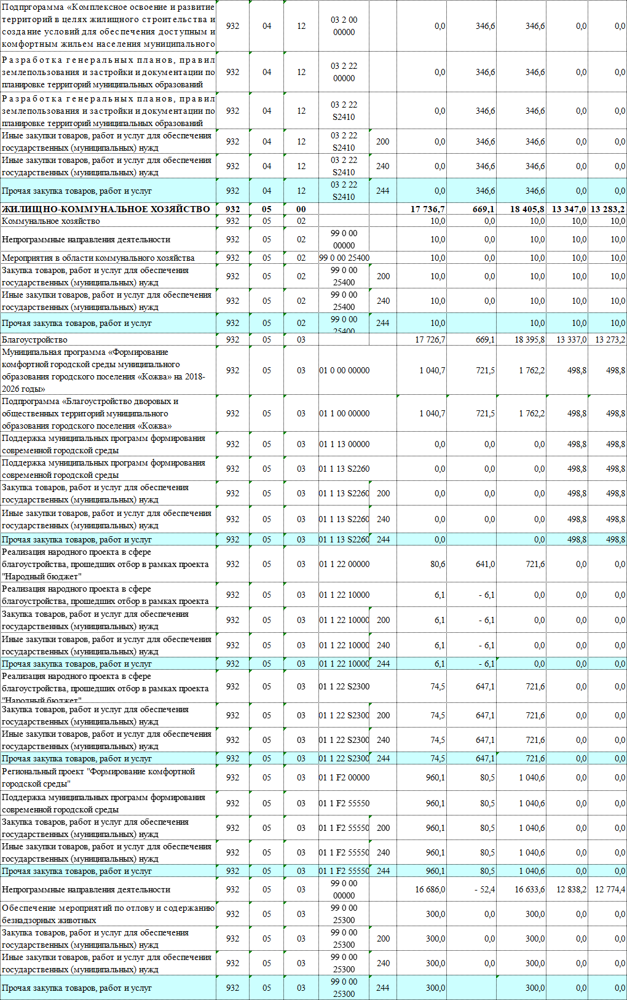 Подпргорамма «Комплексное освоение и развитие
территорий в целях жилищного строительства и
создание условий для обеспечения доступным и
комфортным жильем населения муниципального
932 04 12 03 2 00 00000 0,0 346,6 346,6 0,0 0,0
Разработка генеральных планов, правил
землепользования и застройки и документации по
планировке территорий муниципальных образований
932 04 12 03 2 22 00000 0,0 346,6 346,6 0,0 0,0
Разработка генеральных планов, правил
землепользования и застройки и документации по
планировке территорий муниципальных образований
932 04 12 03 2 22 S2410 0,0 346,6 346,6 0,0 0,0
Иные закупки товаров, работ и услуг для обеспечения
государственных (муниципальных) нужд
932 04 12 03 2 22 S2410 200 0,0 346,6 346,6 0,0 0,0
Иные закупки товаров, работ и услуг для обеспечения
государственных (муниципальных) нужд
932 04 12 03 2 22 S2410 240 0,0 346,6 346,6 0,0 0,0
Прочая закупка товаров, работ и услуг 932 04 12 03 2 22 S2410 244 0,0 346,6 346,6 0,0 0,0
ЖИЛИЩНО-КОММУНАЛЬНОЕ ХОЗЯЙСТВО 932 05 00 17 736,7 669,1 18 405,8 13 347,0 13 283,2
Коммунальное хозяйство 932 05 02 10,0 0,0 10,0 10,0 10,0
Непрограммные направления деятельности 932 05 02 99 0 00 00000 10,0 0,0 10,0 10,0 10,0
Мероприятия в области коммунального хозяйства 932 05 02 99 0 00 25400 10,0 0,0 10,0 10,0 10,0
Закупка товаров, работ и услуг для обеспечения
государственных (муниципальных) нужд
932 05 02 99 0 00 25400 200 10,0 0,0 10,0 10,0 10,0
Иные закупки товаров, работ и услуг для обеспечения
государственных (муниципальных) нужд
932 05 02 99 0 00 25400 240 10,0 0,0 10,0 10,0 10,0
Прочая закупка товаров, работ и услуг 932 05 02 99 0 00 25400 244 10,0 10,0 10,0 10,0
Благоустройство 932 05 03 17 726,7 669,1 18 395,8 13 337,0 13 273,2
Муниципальная программа «Формирование
комфортной городской среды муниципального
образования городского поселения «Кожва» на 2018-
2026 годы»
932 05 03 01 0 00 00000 1 040,7 721,5 1 762,2 498,8 498,8
Подпрограмма «Благоустройство дворовых и
общественных территорий муниципального
образования городского поселения «Кожва»
932 05 03 01 1 00 00000 1 040,7 721,5 1 762,2 498,8 498,8
Поддержка муниципальных программ формирования
современной городской среды
932 05 03 01 1 13 00000 0,0 0,0 0,0 498,8 498,8
Поддержка муниципальных программ формирования
современной городской среды
932 05 03 01 1 13 S2260 0,0 0,0 0,0 498,8 498,8
Закупка товаров, работ и услуг для обеспечения
государственных (муниципальных) нужд
932 05 03 01 1 13 S2260 200 0,0 0,0 0,0 498,8 498,8
Иные закупки товаров, работ и услуг для обеспечения
государственных (муниципальных) нужд
932 05 03 01 1 13 S2260 240 0,0 0,0 0,0 498,8 498,8
Прочая закупка товаров, работ и услуг 932 05 03 01 1 13 S2260 244 0,0 0,0 498,8 498,8
Реализация народного проекта в сфере
благоустройства, прошедших отбор в рамках проекта
"Народный бюджет"
932 05 03 01 1 22 00000 80,6 641,0 721,6 0,0 0,0
Реализация народного проекта в сфере
благоустройства, прошедших отбор в рамках проекта
932 05 03 01 1 22 10000 6,1 - 6,1 0,0 0,0 0,0
Закупка товаров, работ и услуг для обеспечения
государственных (муниципальных) нужд
932 05 03 01 1 22 10000 200 6,1 - 6,1 0,0 0,0 0,0
Иные закупки товаров, работ и услуг для обеспечения
государственных (муниципальных) нужд
932 05 03 01 1 22 10000 240 6,1 - 6,1 0,0 0,0 0,0
Прочая закупка товаров, работ и услуг 932 05 03 01 1 22 10000 244 6,1 - 6,1 0,0 0,0 0,0
Реализация народного проекта в сфере
благоустройства, прошедших отбор в рамках проекта
"Народный бюджет"
932 05 03 01 1 22 S2300 74,5 647,1 721,6 0,0 0,0
Закупка товаров, работ и услуг для обеспечения
государственных (муниципальных) нужд
932 05 03 01 1 22 S2300 200 74,5 647,1 721,6 0,0 0,0
Иные закупки товаров, работ и услуг для обеспечения
государственных (муниципальных) нужд
932 05 03 01 1 22 S2300 240 74,5 647,1 721,6 0,0 0,0
Прочая закупка товаров, работ и услуг 932 05 03 01 1 22 S2300 244 74,5 647,1 721,6 0,0 0,0
Региональный проект "Формирование комфортной
городской среды"
932 05 03 01 1 F2 00000 960,1 80,5 1 040,6 0,0 0,0
Поддержка муниципальных программ формирования
современной городской среды
932 05 03 01 1 F2 55550 960,1 80,5 1 040,6 0,0 0,0
Закупка товаров, работ и услуг для обеспечения
государственных (муниципальных) нужд
932 05 03 01 1 F2 55550 200 960,1 80,5 1 040,6 0,0 0,0
Иные закупки товаров, работ и услуг для обеспечения
государственных (муниципальных) нужд
932 05 03 01 1 F2 55550 240 960,1 80,5 1 040,6 0,0 0,0
Прочая закупка товаров, работ и услуг 932 05 03 01 1 F2 55550 244 960,1 80,5 1 040,6 0,0 0,0
Непрограммные направления деятельности 932 05 03 99 0 00 00000 16 686,0 - 52,4 16 633,6 12 838,2 12 774,4
Обеспечение мероприятий по отлову и содержанию
безнадзорных животных
932 05 03 99 0 00 25300 300,0 0,0 300,0 0,0 0,0
Закупка товаров, работ и услуг для обеспечения
государственных (муниципальных) нужд
932 05 03 99 0 00 25300 200 300,0 0,0 300,0 0,0 0,0
Иные закупки товаров, работ и услуг для обеспечения
государственных (муниципальных) нужд
932 05 03 99 0 00 25300 240 300,0 0,0 300,0 0,0 0,0
Прочая закупка товаров, работ и услуг 932 05 03 99 0 00 25300 244 300,0 300,0 0,0 0,0